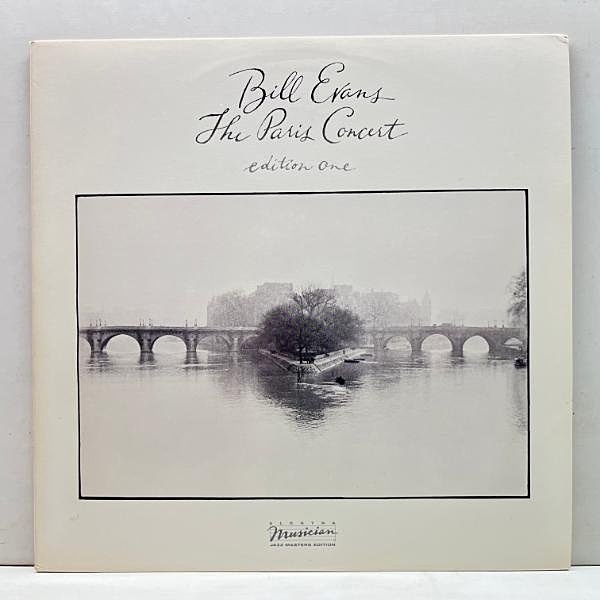 Bill Evans
The Paris Concert
edition one
ELEKTRA
Musician
JAZZ MASTERS EDITION